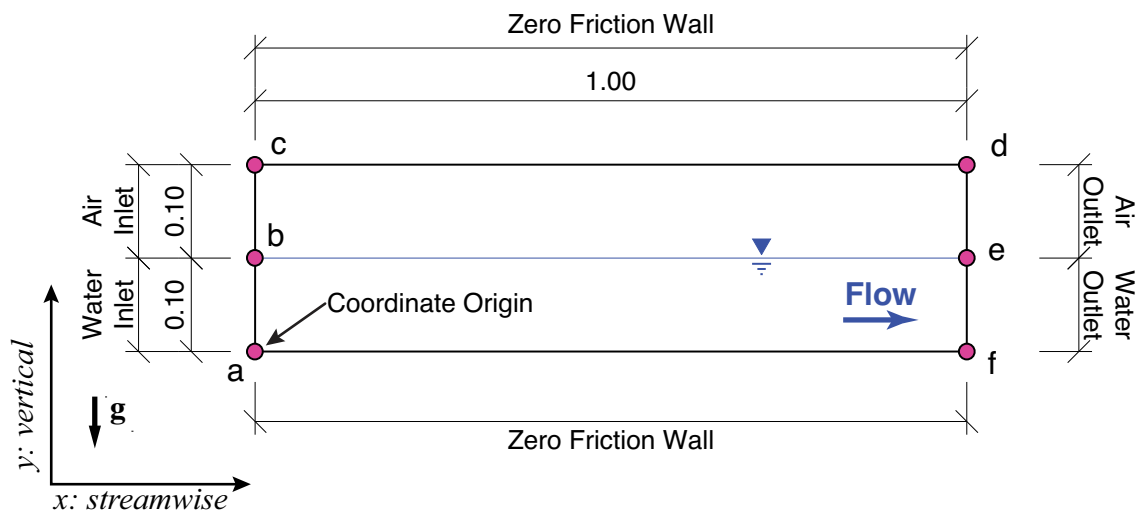 Zero Friction Wall
1.00
c
d
Air
Inlet
0.10
Air
Outlet
b
e
Water
Inlet
0.10
Coordinate Origin
Flow
Water
Outlet
a
f
y: vertical
g
Zero Friction Wall
x: streamwise